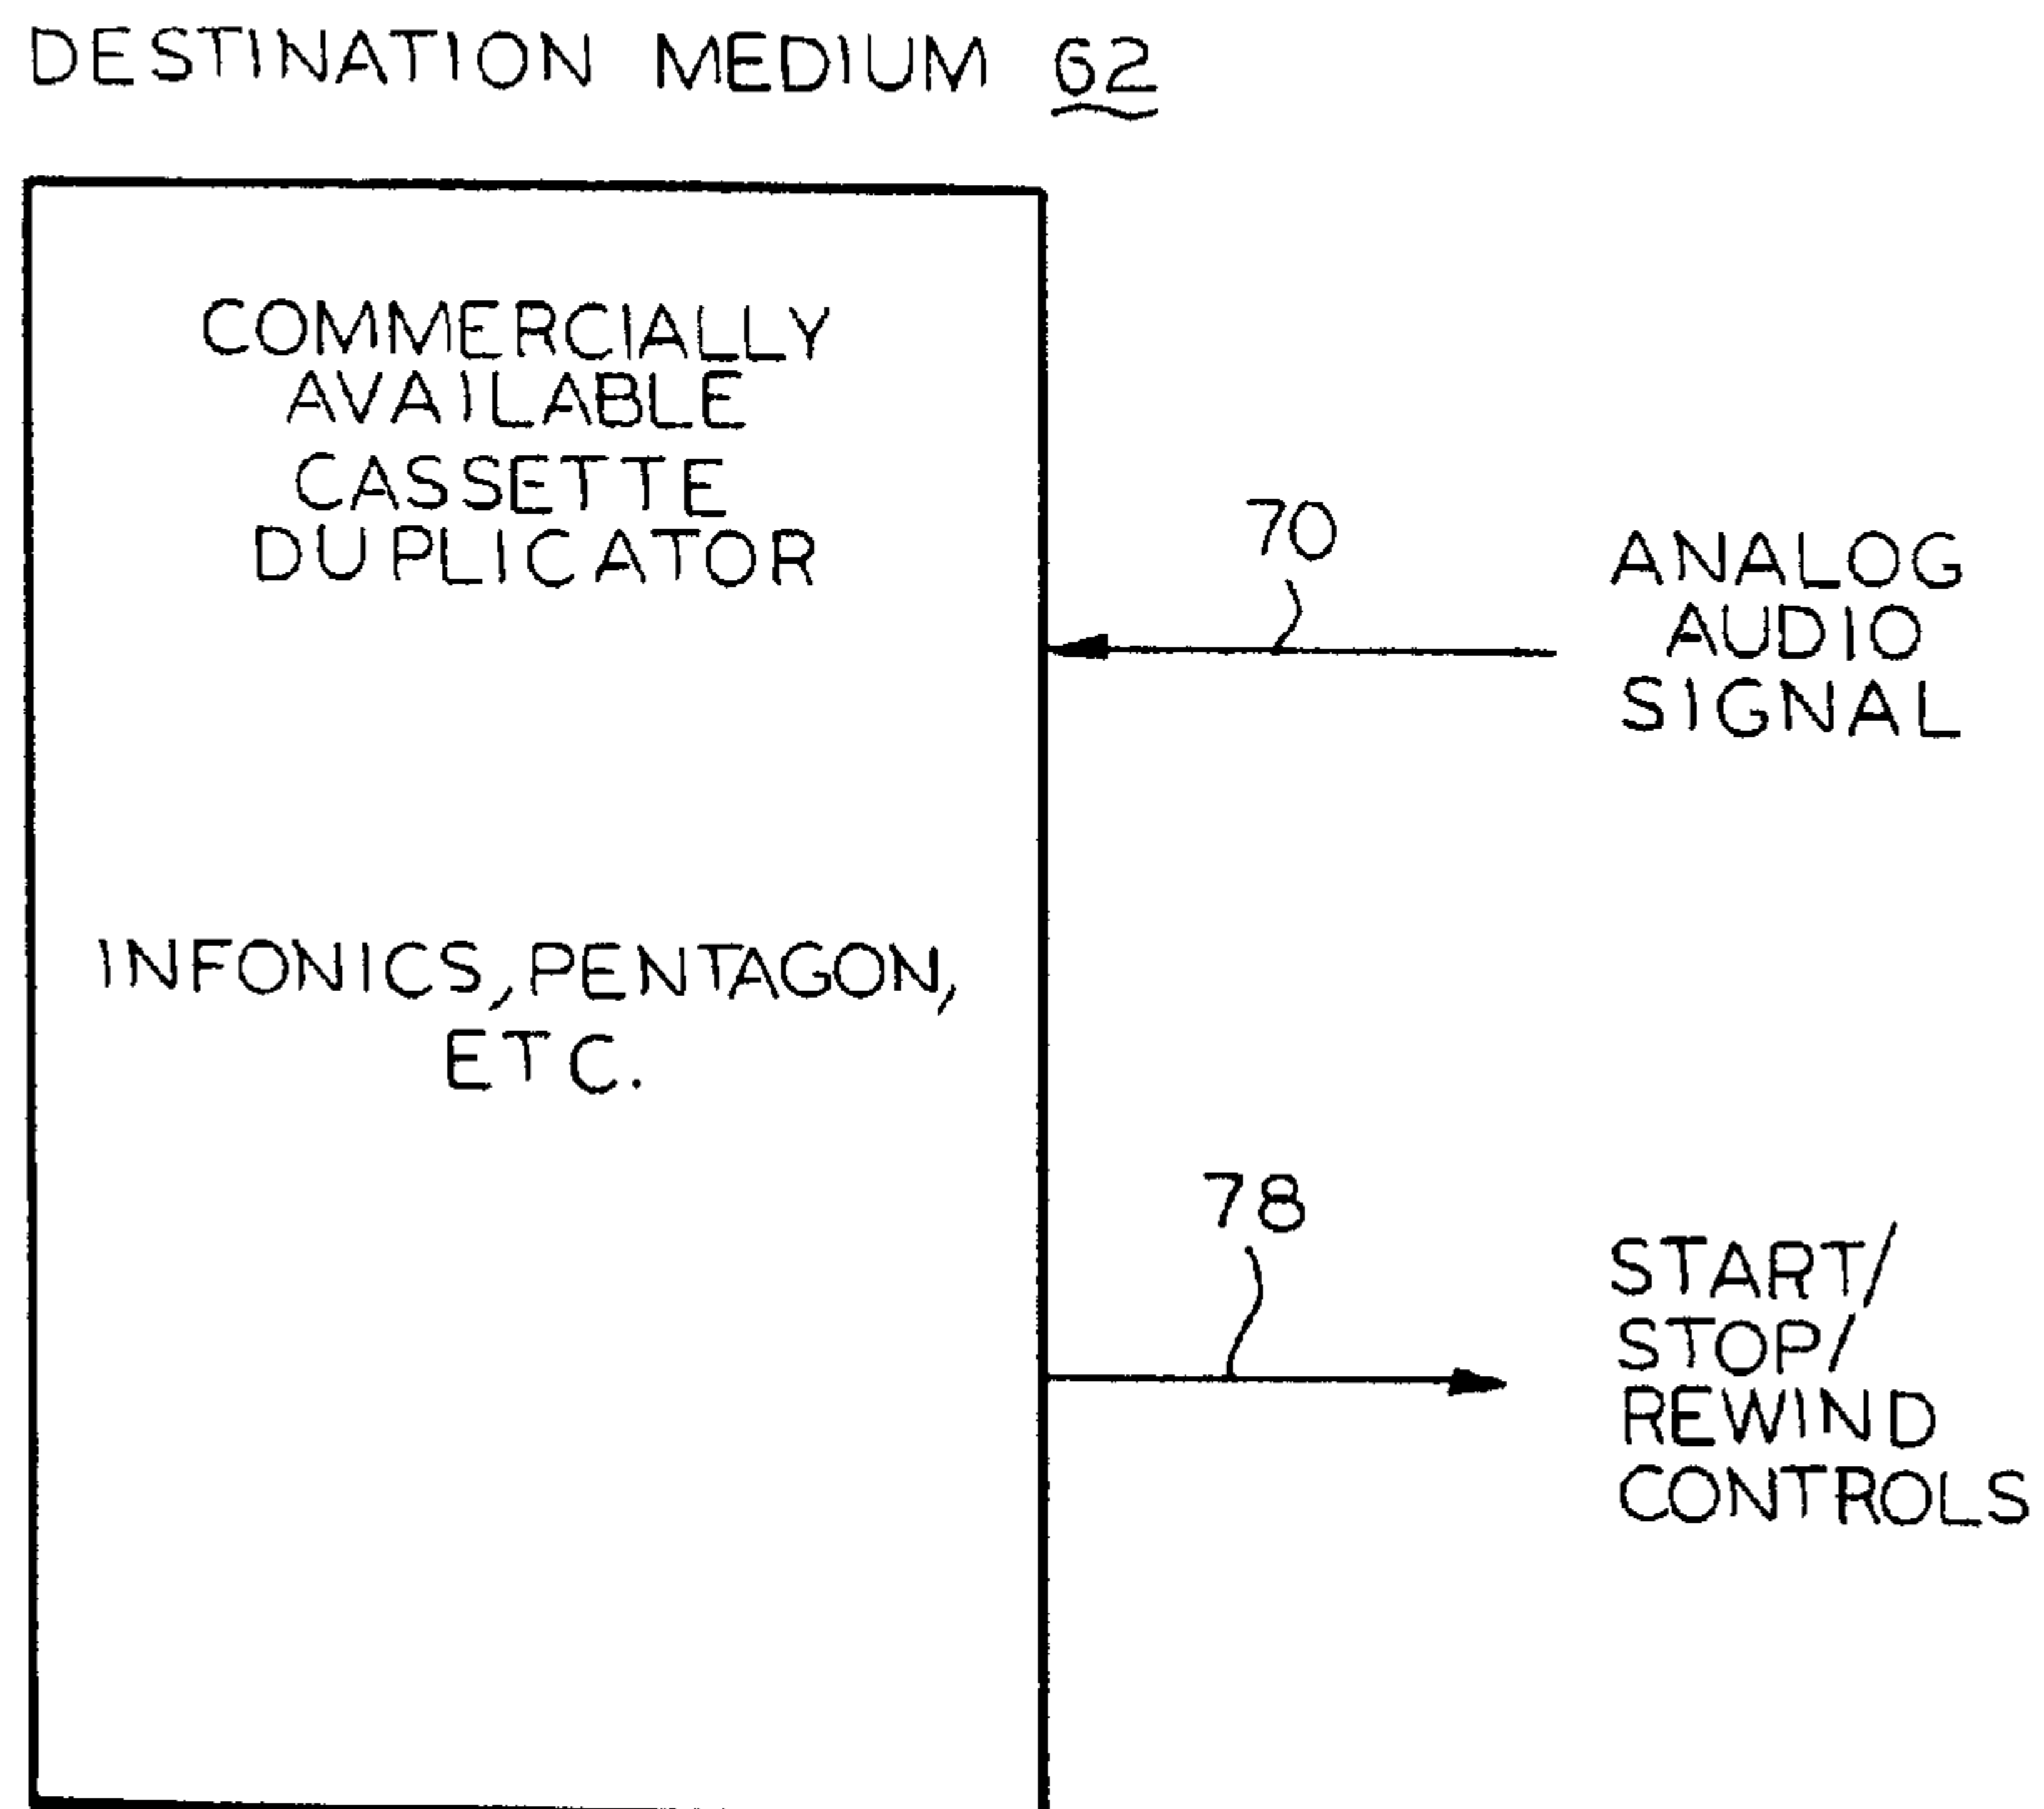 DESTINATION MEDIUM 62
COMMERCIALLY
AVAILABLE
CASSETTE
DUPLICATOR
INFONICS, PENTAGON,
ETC.
70
ANALOG
AUDIO
SIGNAL
78
START/
STOP/
REWIND
CONTROLS